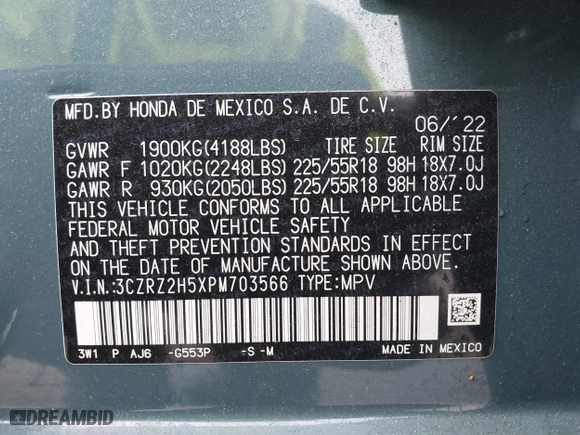 MFD.BY HONDA DE MEXICO S.A. DE C.V.
06/'22
GVWR 1900KG(4188LBS) TIRE SIZE RIM SIZE
GAWR F 1020KG(2248LBS) 225/55R18 98H 18X7.0J
GAWR R 930KG(2050LBS) 225/55R18 98H 18X7.0J
THIS VEHICLE CONFORMS TO ALL APPLICABLE
FEDERAL MOTOR VEHICLE SAFETY
AND THEFT PREVENTION STANDARDS IN EFFECT ON
THE DATE OF MANUFACTURE SHOWN ABOVE.
V.I.N.:3CZRZ2H5XPM703566 TYPE:MPV
3W1 P AJ6 -G553P -S -M MADE IN MEXICO
DREAMBID